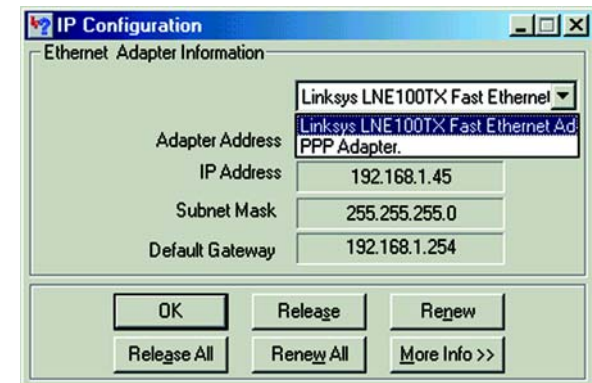 IP Configuration
Ethernet Adapter Information
Linksys LNE100TX Fast Ethernet
Linksys LNE100TX Fast Ethernet Ad
PPP Adapter.
Adapter Address
IP Address 192.168.1.45
Subnet Mask 255.255.255.0
Default Gateway 192.168.1.254
OK Release Renew
Release All Renew All More Info >>